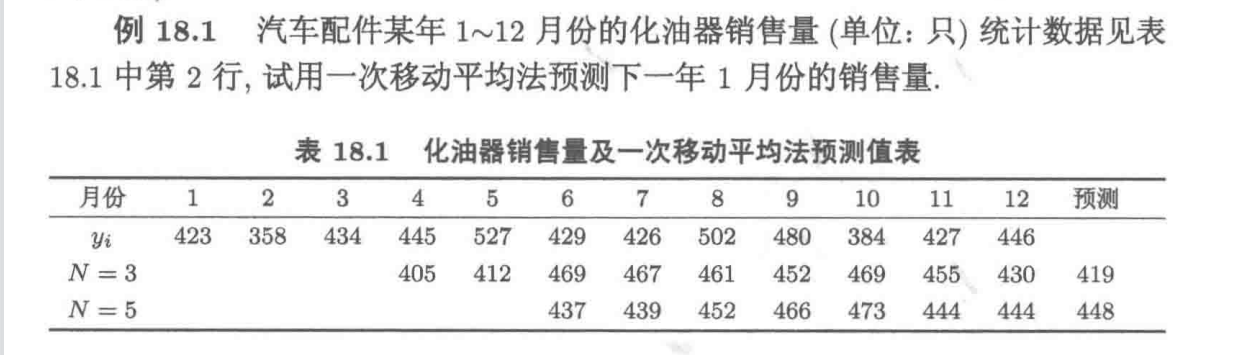 例 18.1 汽车配件某年 1~12 月份的化油器销售量 (单位: 只) 统计数据见表
18.1 中第 2 行, 试用一次移动平均法预测下一年 1 月份的销售量.
表 18.1 化油器销售量及一次移动平均法预测值表
月份 1 2 3 4 5 6 7 8 9 10 11 12 预测
yi 423 358 434 445 527 429 426 502 480 384 427 446
N = 3 405 412 469 467 461 452 469 455 430 419
N = 5 437 439 452 466 473 444 444 448